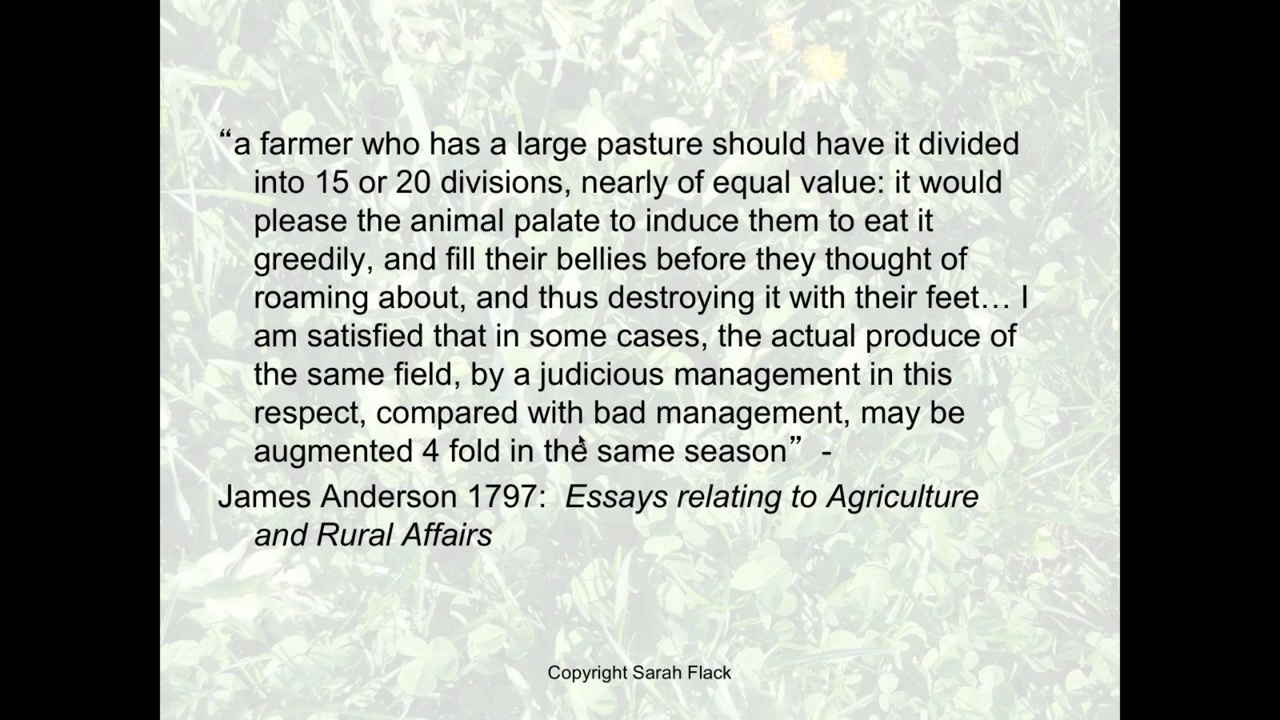 “a farmer who has a large pasture should have it divided
into 15 or 20 divisions, nearly of equal value: it would
please the animal palate to induce them to eat it
greedily, and fill their bellies before they thought of
roaming about, and thus destroying it with their feet… I
am satisfied that in some cases, the actual produce of
the same field, by a judicious management in this
respect, compared with bad management, may be
augmented 4 fold in the same season” -
James Anderson 1797: Essays relating to Agriculture
and Rural Affairs
Copyright Sarah Flack